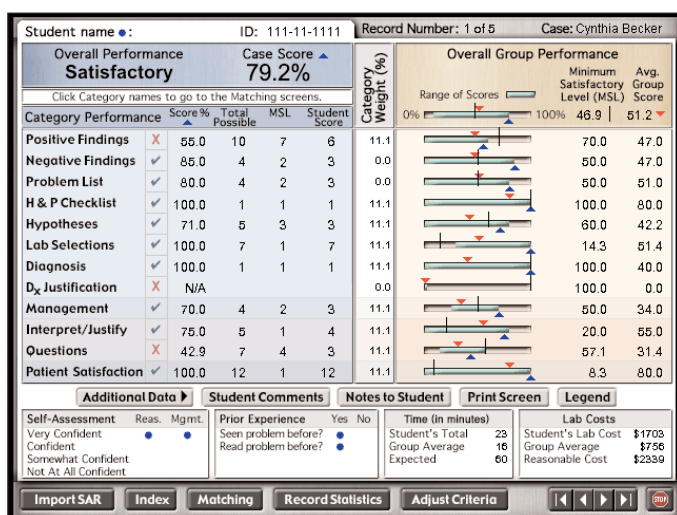 Student name : ID: 111-11-1111 Record Number: 1 of 5 Case: Cynthia Becker
Overall Performance Case Score
Satisfactory 79.2%
Click Category names to go to the Matching screens.
Category Performance Score % Total Possible MSL Student Score
Category Weight (%)
Overall Group Performance
Range of Scores Minimum Satisfactory Level (MSL) Avg. Group Score
0% 100% 46.9 51.2
Positive Findings X 55.0 10 7 6 11.1 70.0 47.0
Negative Findings ✓ 85.0 4 2 3 0.0 50.0 47.0
Problem List ✓ 80.0 4 2 3 0.0 50.0 51.0
H & P Checklist ✓ 100.0 1 1 1 11.1 100.0 80.0
Hypotheses ✓ 71.0 5 3 3 11.1 60.0 42.2
Lab Selections ✓ 100.0 7 1 7 11.1 14.3 51.4
Diagnosis ✓ 100.0 1 1 1 11.1 100.0 40.0
Dx Justification X N/A 0.0 100.0 0.0
Management ✓ 70.0 4 2 3 11.1 50.0 34.0
Interpret/Justify ✓ 75.0 5 1 4 11.1 20.0 55.0
Questions X 42.9 7 4 3 11.1 57.1 31.4
Patient Satisfaction ✓ 100.0 12 1 12 11.1 8.3 80.0
Additional Data Student Comments Notes to Student Print Screen Legend
Self-Assessment Reas. Mgmt.
Very Confident
Confident
Somewhat Confident
Not At All Confident
Prior Experience Yes No
Seen problem before?
Read problem before?
Time (in minutes)
Student's Total 23
Group Average 16
Expected 60
Lab Costs
Student's Lab Cost $1703
Group Average $756
Reasonable Cost $2339
Import SAR Index Matching Record Statistics Adjust Criteria STOP